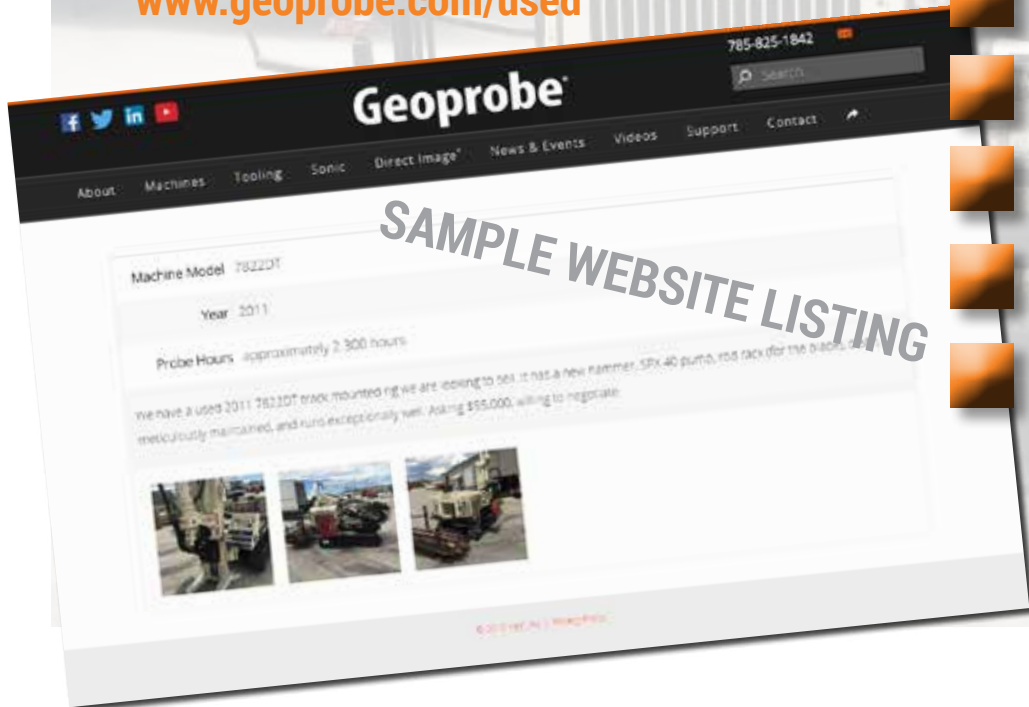 www.geoprobe.com/used
785-825-1842
Geoprobe®
Search
About Machines Tooling Sonic Direct Image® News & Events Videos Support Contact
SAMPLE WEBSITE LISTING
Machine Model 7822DT
Year 2011
Probe Hours approximately 2,300 hours
We have a used 2011 7822DT track mounted rig we are looking to sell. It has a new hammer, SPX 40 pump, rod rack (for the
meticulously maintained, and runs exceptionally well. Asking $95,000, willing to negotiate.
Privacy Policy